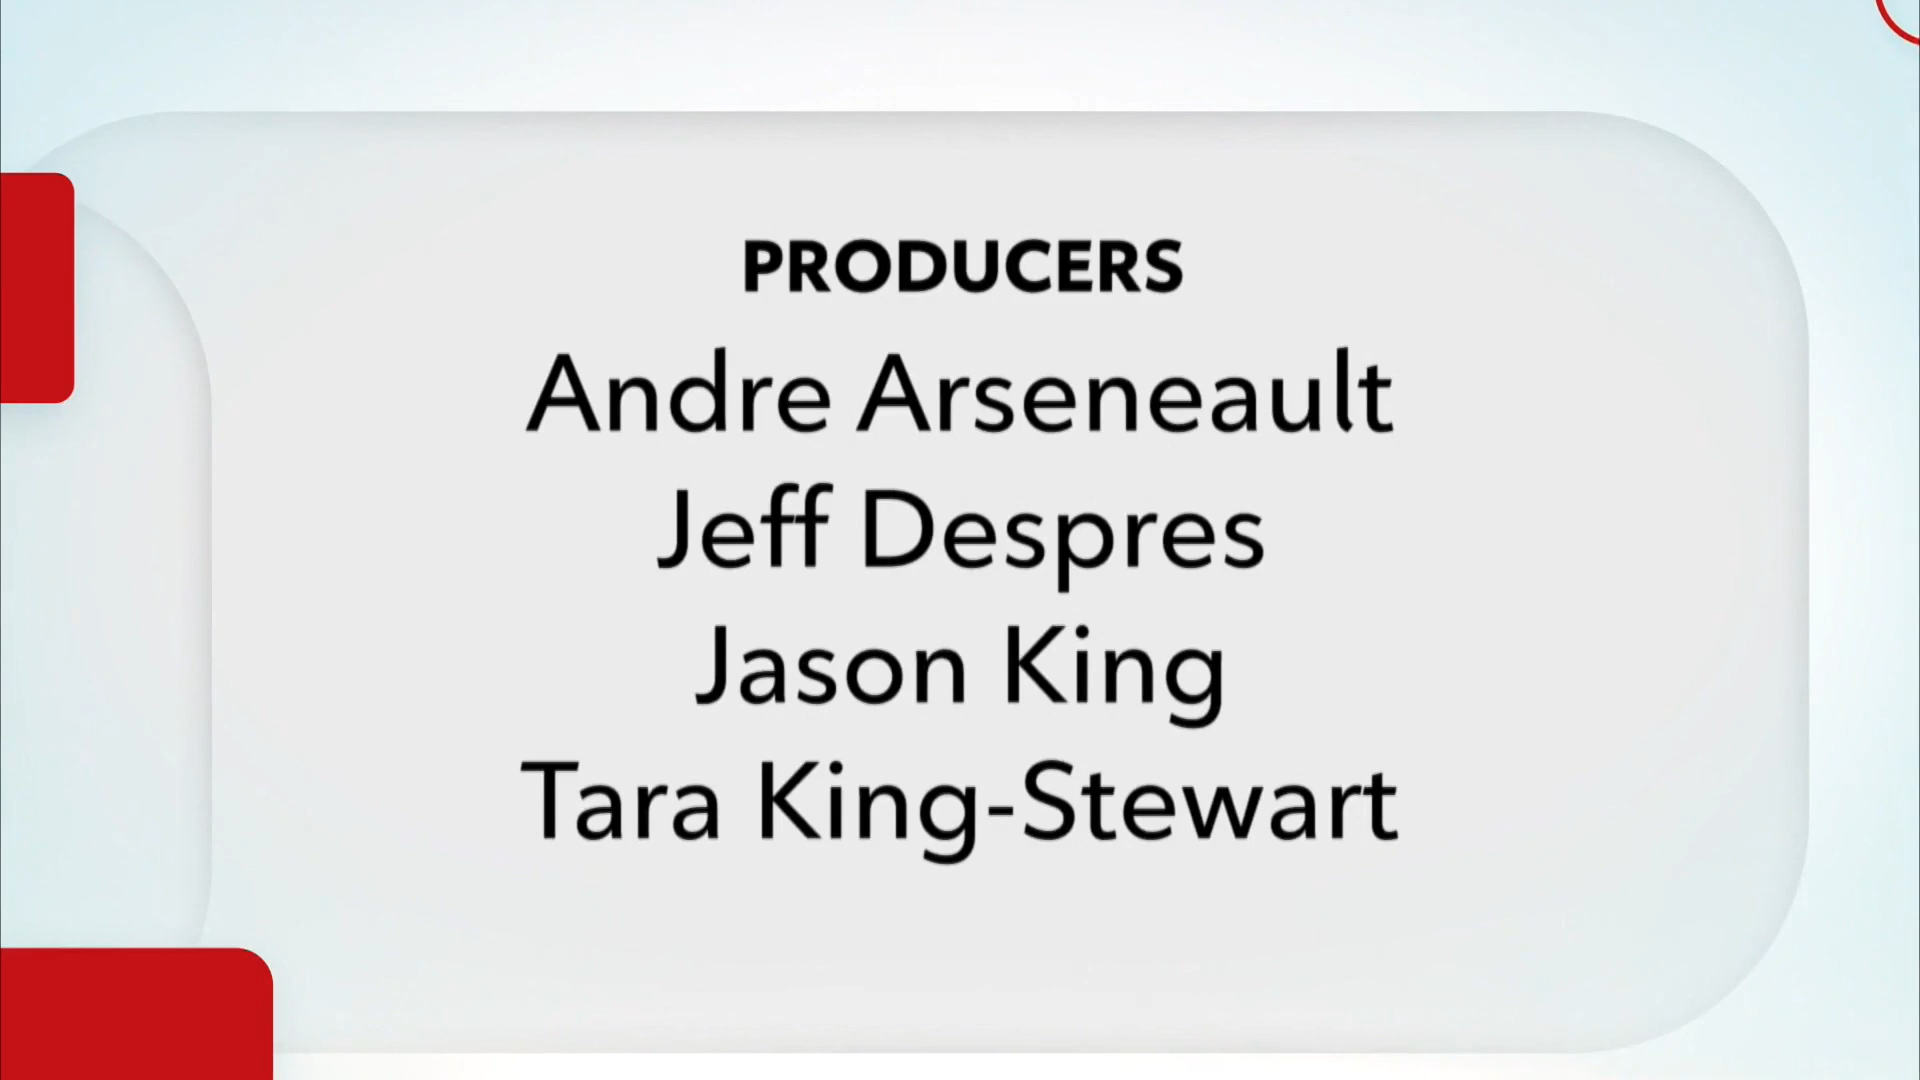 PRODUCERS
Andre Arseneault
Jeff Despres
Jason King
Tara King-Stewart